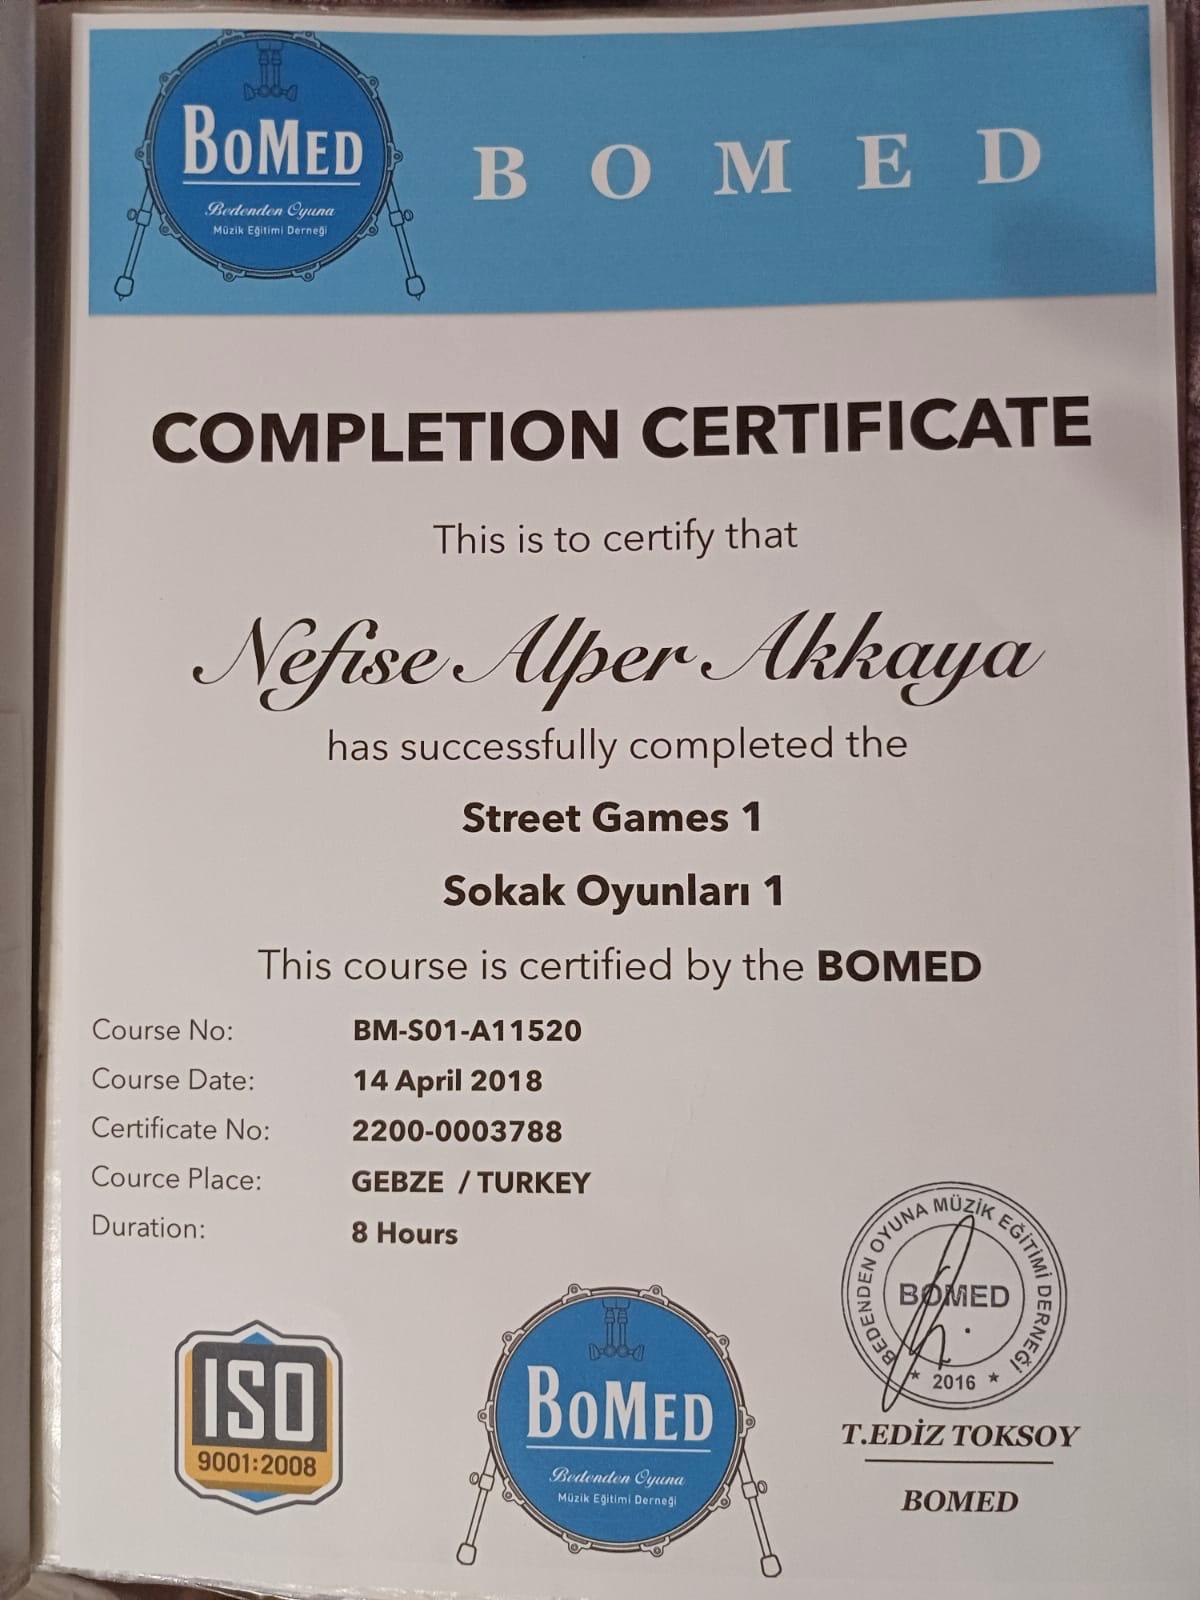 BOMED
Bedenden Oyuna
Müzik Eğitimi Derneği
B O M E D
COMPLETION CERTIFICATE
This is to certify that
Nefise Alper Akkaya
has successfully completed the
Street Games 1
Sokak Oyunları 1
This course is certified by the BOMED
Course No: BM-S01-A11520
Course Date: 14 April 2018
Certificate No: 2200-0003788
Cource Place: GEBZE / TURKEY
Duration: 8 Hours
ISO
9001:2008
BOMED
Bedenden Oyuna
Müzik Eğitimi Derneği
BEDENDEN OYUNA MÜZİK EĞİTİMİ DERNEĞİ
BOMED
* 2016 *
T.EDİZ TOKSOY
BOMED